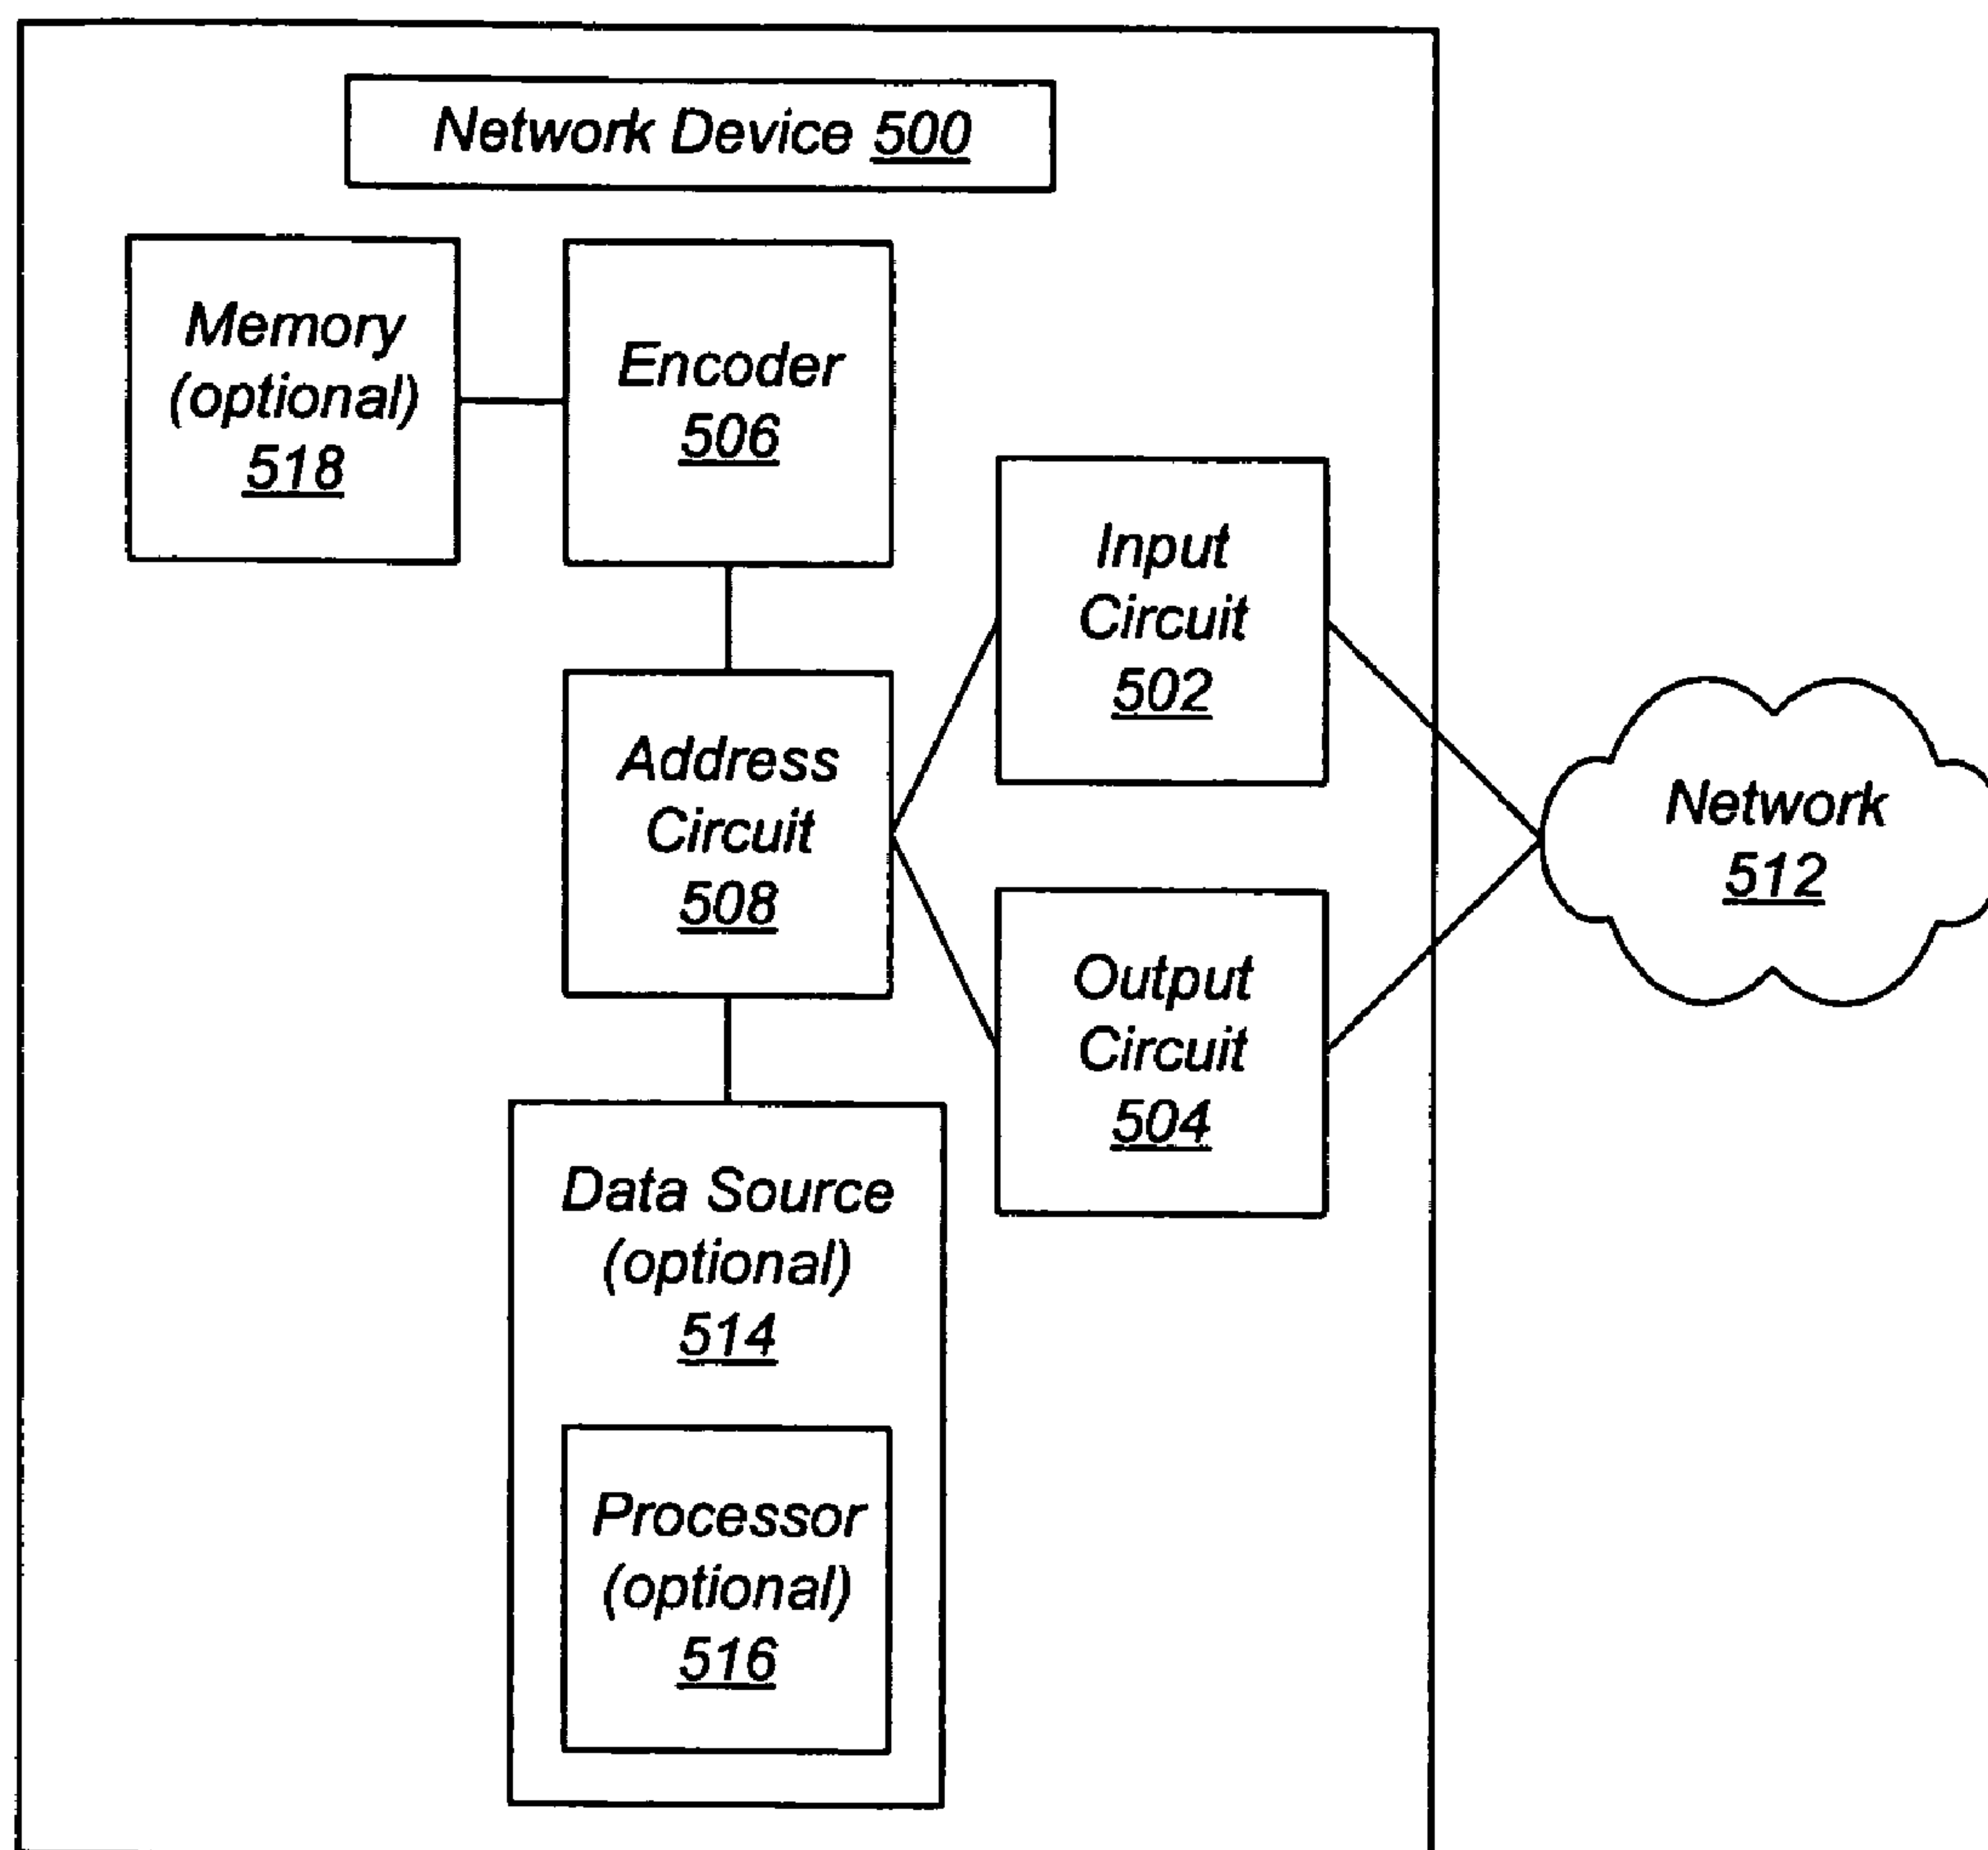 Network Device 500
Memory
(optional)
518
Encoder
506
Input
Circuit
502
Address
Circuit
508
Network
512
Output
Circuit
504
Data Source
(optional)
514
Processor
(optional)
516